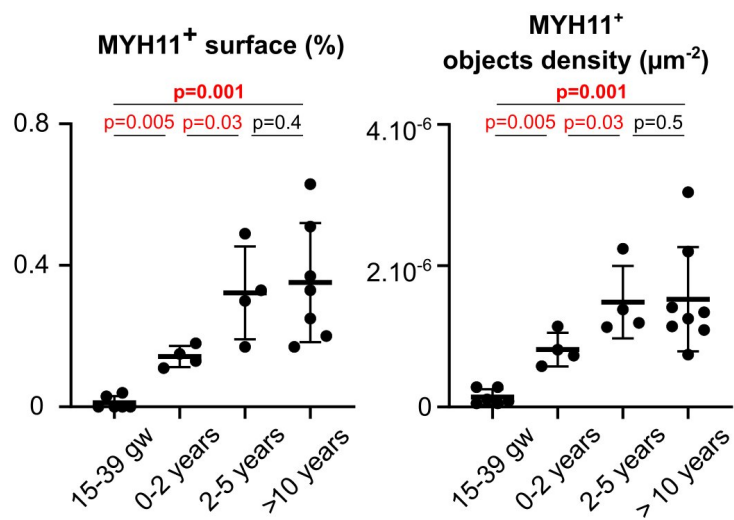 MYH11⁺ surface (%)
p=0.001
p=0.005 p=0.03 p=0.4
0.8
0.4
0
15-39 gw
0-2 years
2-5 years
>10 years
MYH11⁺
objects density (µm⁻²)
p=0.001
p=0.005 p=0.03 p=0.5
4.10⁻⁶
2.10⁻⁶
0
15-39 gw
0-2 years
2-5 years
> 10 years